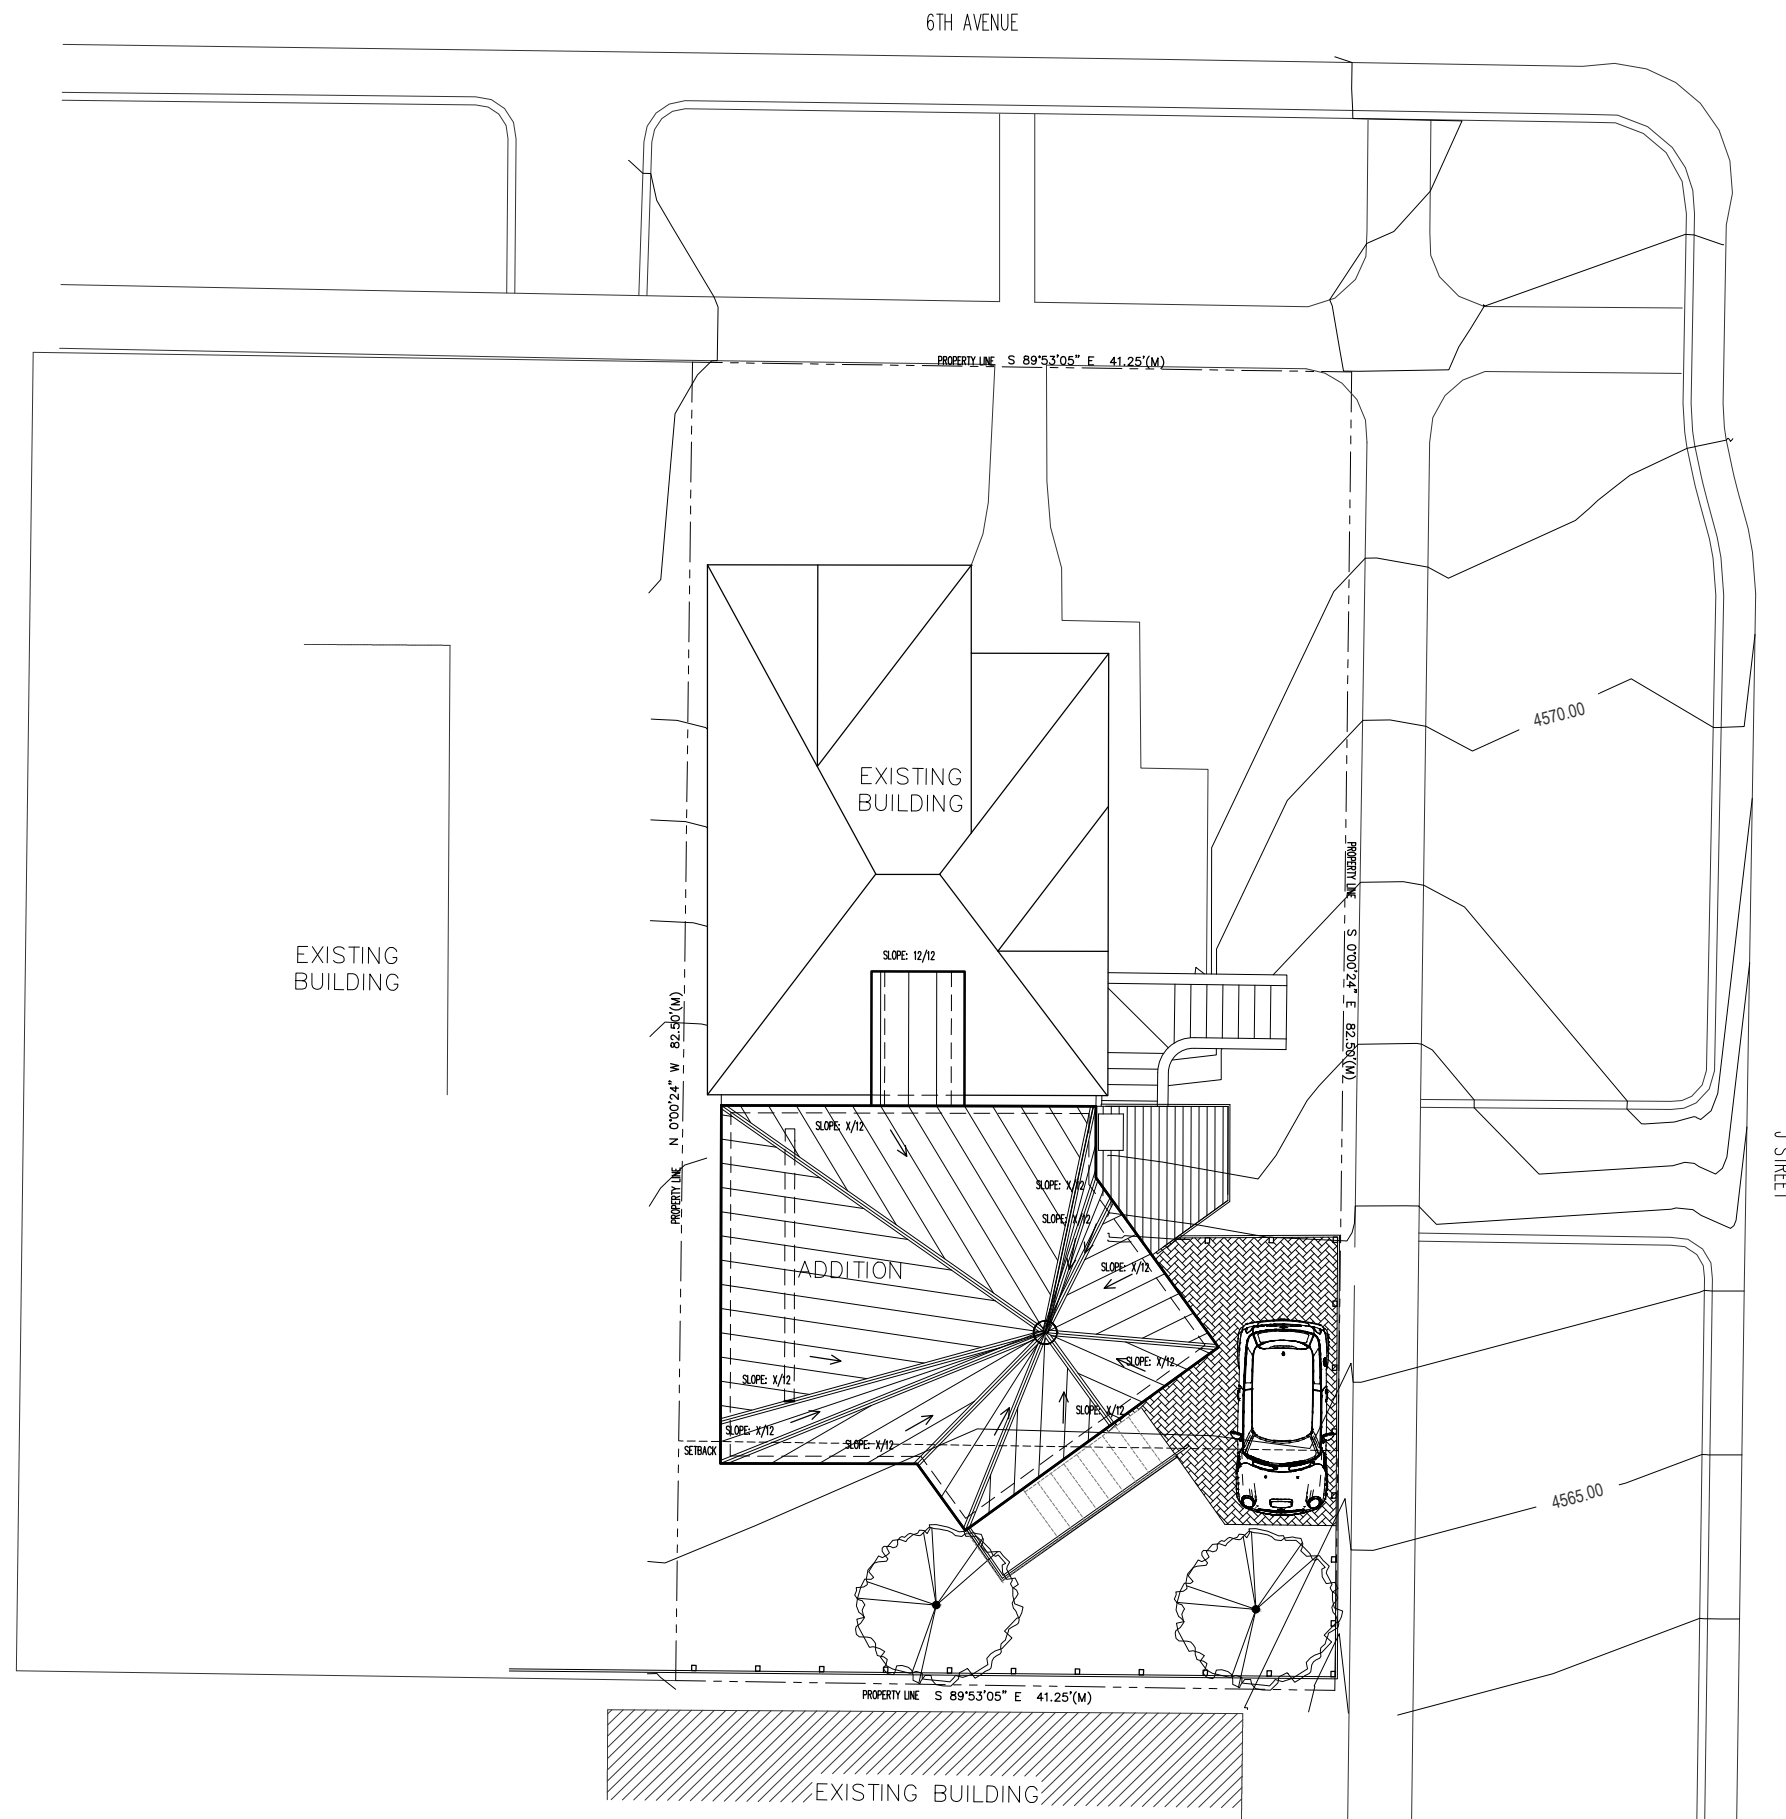 6TH AVENUE
PROPERTY LINE S 89°53'05" E 41.25'(M)
4570.00
EXISTING
BUILDING
PROPERTY LINE S 0°00'24" E 82.50'(M)
EXISTING
BUILDING
SLOPE: 12/12
PROPERTY LINE N 0°00'24" W 82.50'(M)
SLOPE: X/12
J STREET
SLOPE: X/12
SLOPE: X/12
ADDITION
SLOPE: X/12
SLOPE: X/12
SLOPE: X/12
SLOPE: X/12
SLOPE: X/12
SLOPE: X/12
SETBACK
4565.00
PROPERTY LINE S 89°53'05" E 41.25'(M)
EXISTING BUILDING